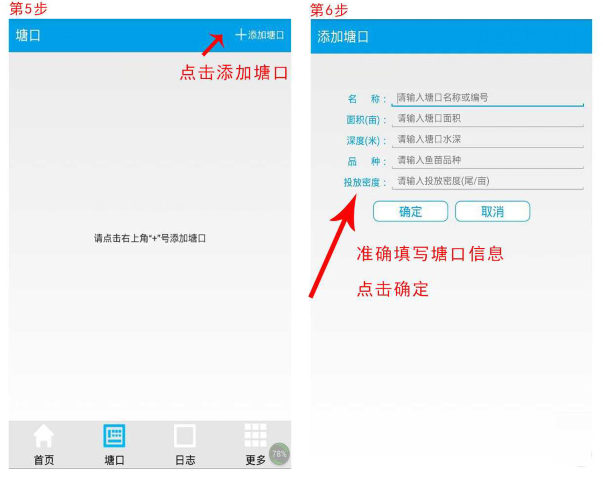 第5步
塘口
+添加塘口
点击添加塘口
请点击右上角"+"号添加塘口
首页
塘口
日志
更多
78%
第6步
添加塘口
名 称: 请输入塘口名称或编号
面积(亩): 请输入塘口面积
深度(米): 请输入塘口水深
品 种: 请输入鱼苗品种
投放密度: 请输入投放密度(尾/亩)
确定 取消
准确填写塘口信息
点击确定